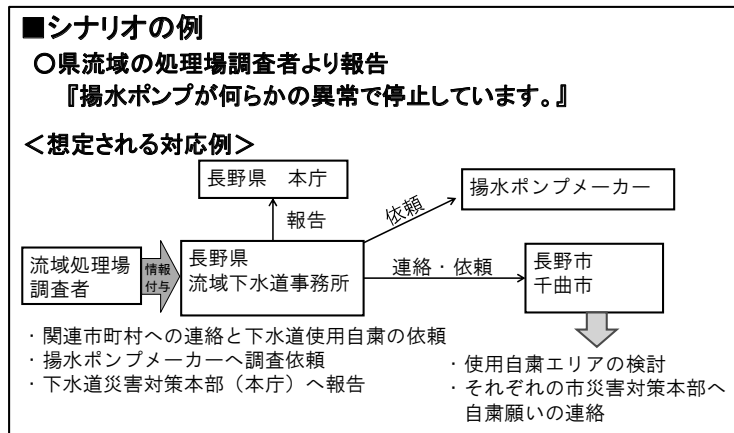 ■シナリオの例
○県流域の処理場調査者より報告
『揚水ポンプが何らかの異常で停止しています。』
＜想定される対応例＞
長野県　本庁
揚水ポンプメーカー
報告
依頼
流域処理場
調査者
情報
付与
長野県
流域下水道事務所
連絡・依頼
長野市
千曲市
・関連市町村への連絡と下水道使用自粛の依頼
・揚水ポンプメーカーへ調査依頼
・下水道災害対策本部（本庁）へ報告
・使用自粛エリアの検討
・それぞれの市災害対策本部へ
自粛願いの連絡